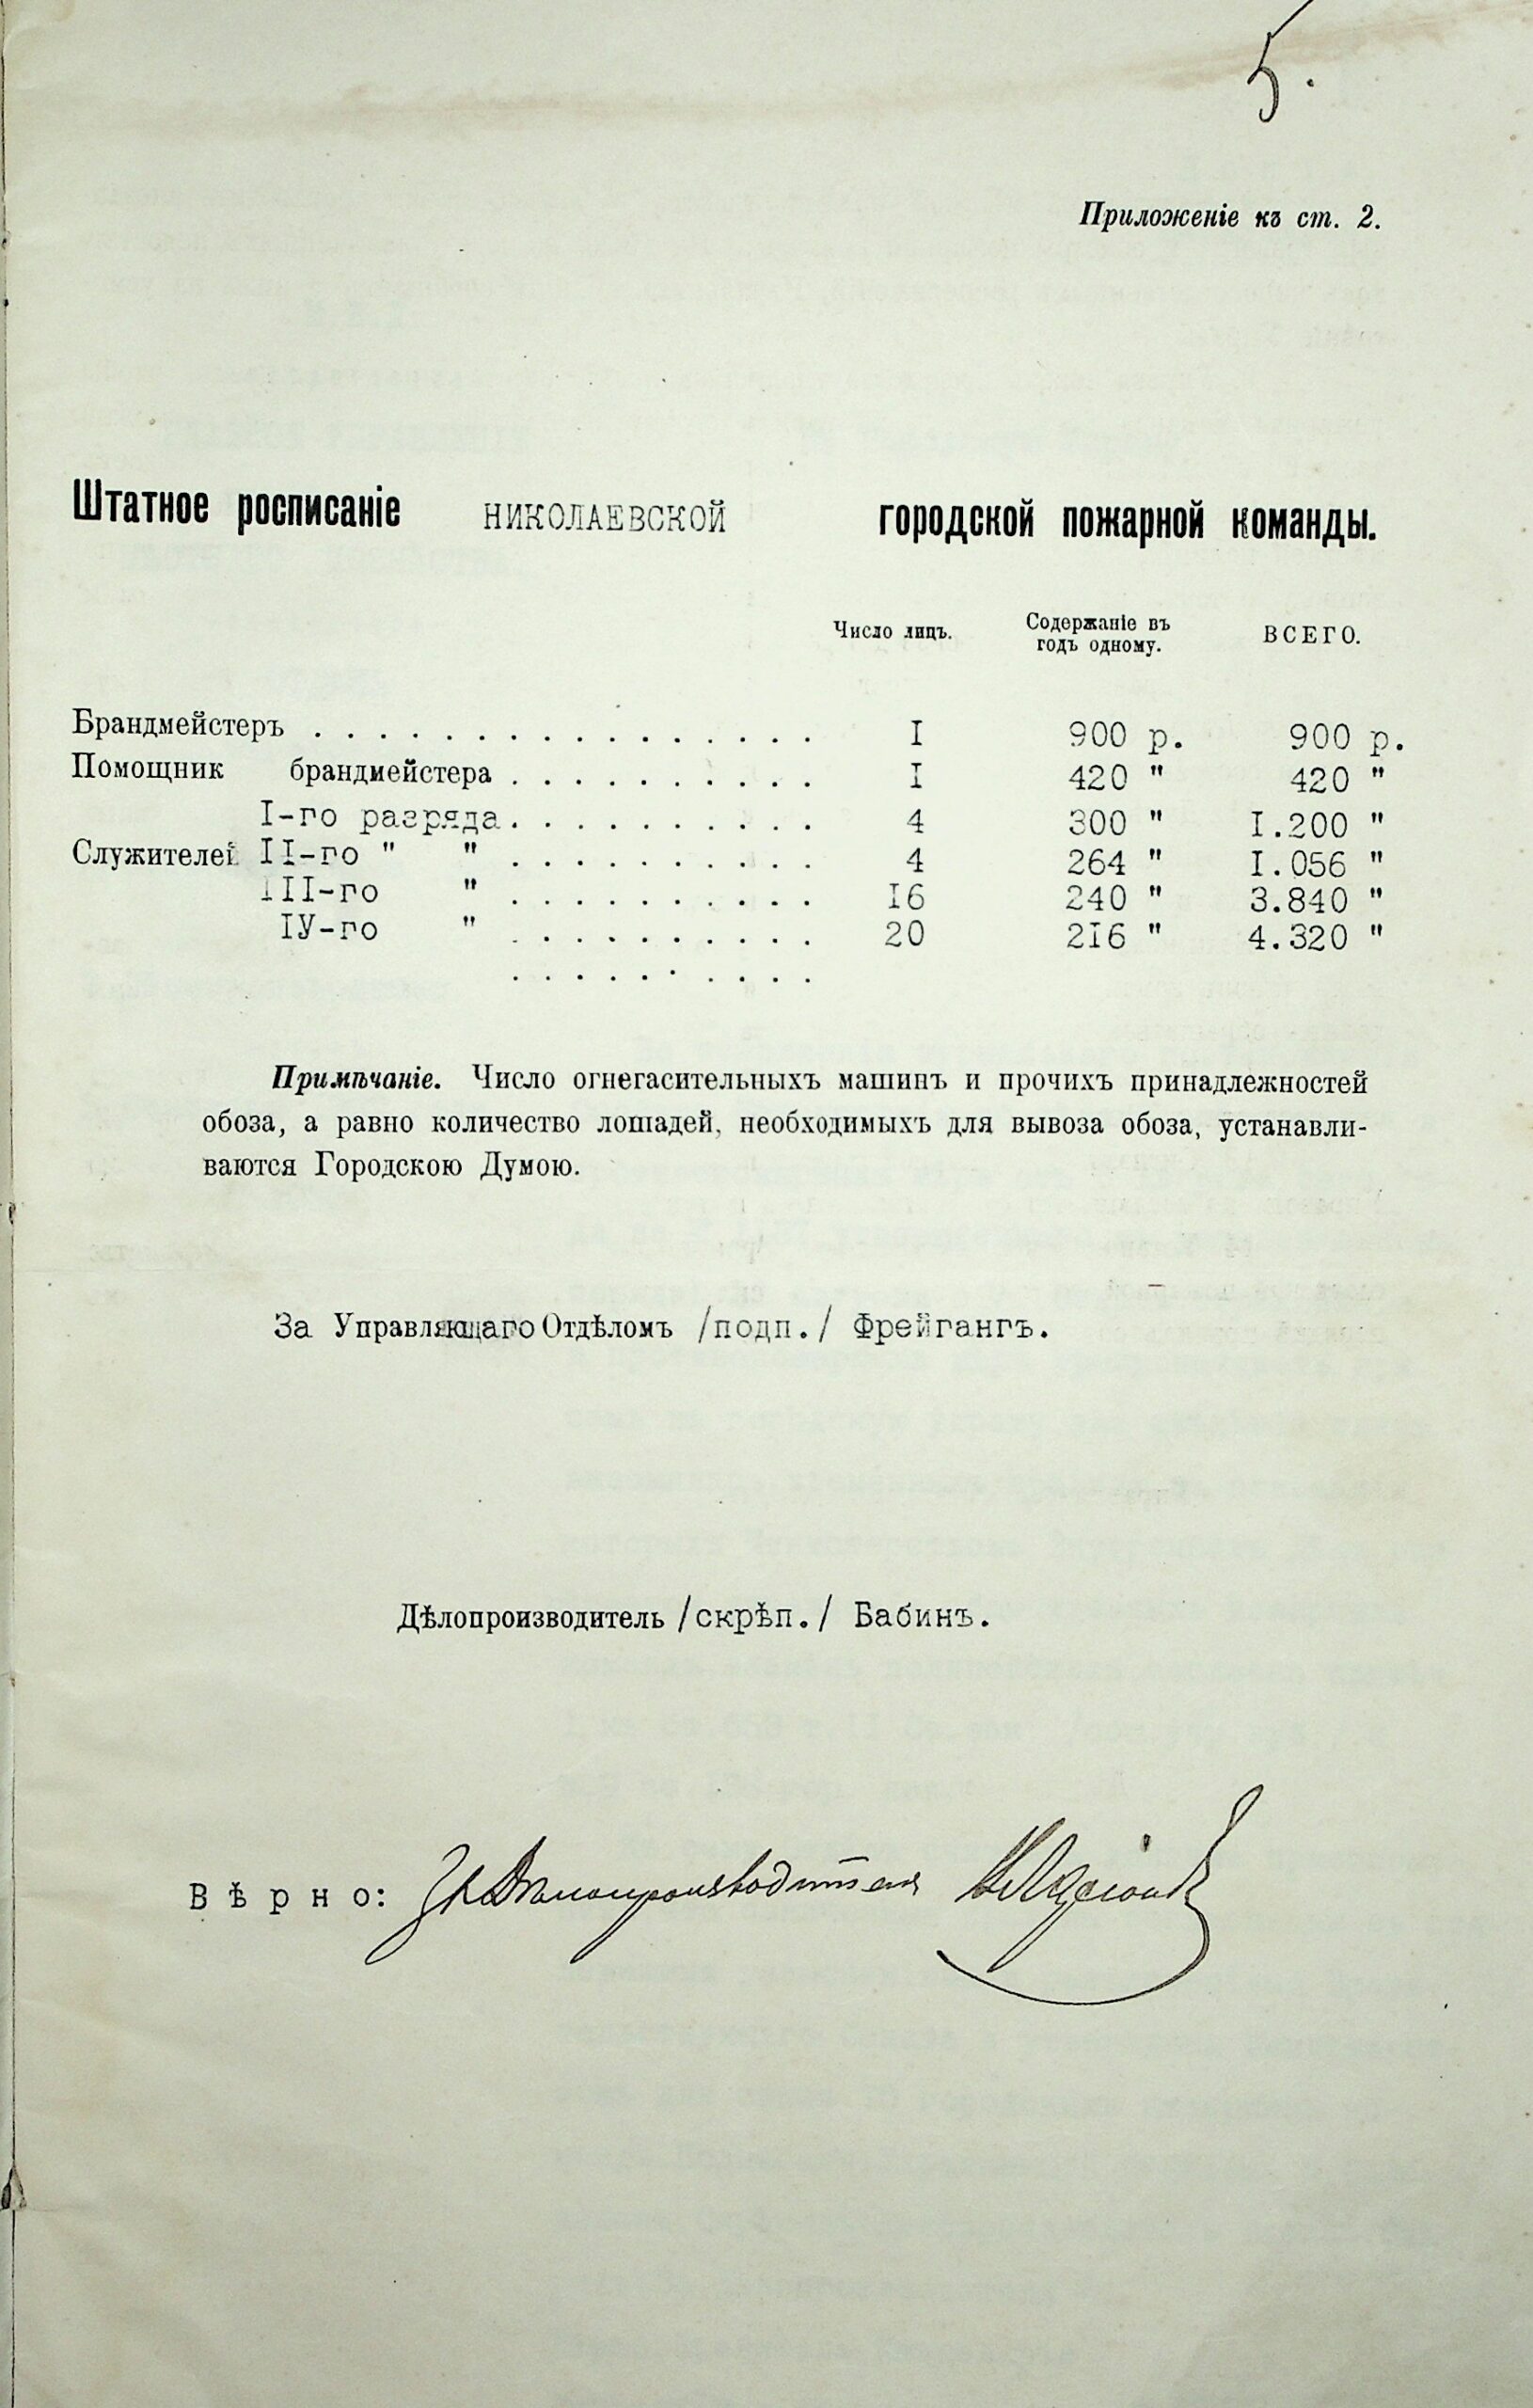 5.
Приложеніе къ ст. 2.
Штатное росписаніе НИКОЛАЕВСКОЙ городской пожарной команды.
Число лицъ. Содержаніе въ годъ одному. ВСЕГО.
Брандмейстеръ . . . . . . . . . . . . . . . . I 900 р. 900 р.
Помощник брандмейстера . . . . . . . . . . I 420 " 420 "
I-го разряда. . . . . . . . . . 4 300 " I.200 "
Служителей II-го " " . . . . . . . . . . 4 264 " I.056 "
III-го " . . . . . . . . . . I6 240 " 3.840 "
IУ-го " . . . . . . . . . . 20 2I6 " 4.320 "
. . . . . . . . . .
Примѣчаніе. Число огнегасительныхъ машинъ и прочихъ принадлежностей
обоза, а равно количество лошадей, необходимыхъ для вывоза обоза, устанавли-
ваются Городскою Думою.
За Управляющаго Отдѣломъ /подп./ Фрейгангъ.
Дѣлопроизводитель /скрѣп./ Бабинъ.
Вѣрно: Дѣлопроизводителя